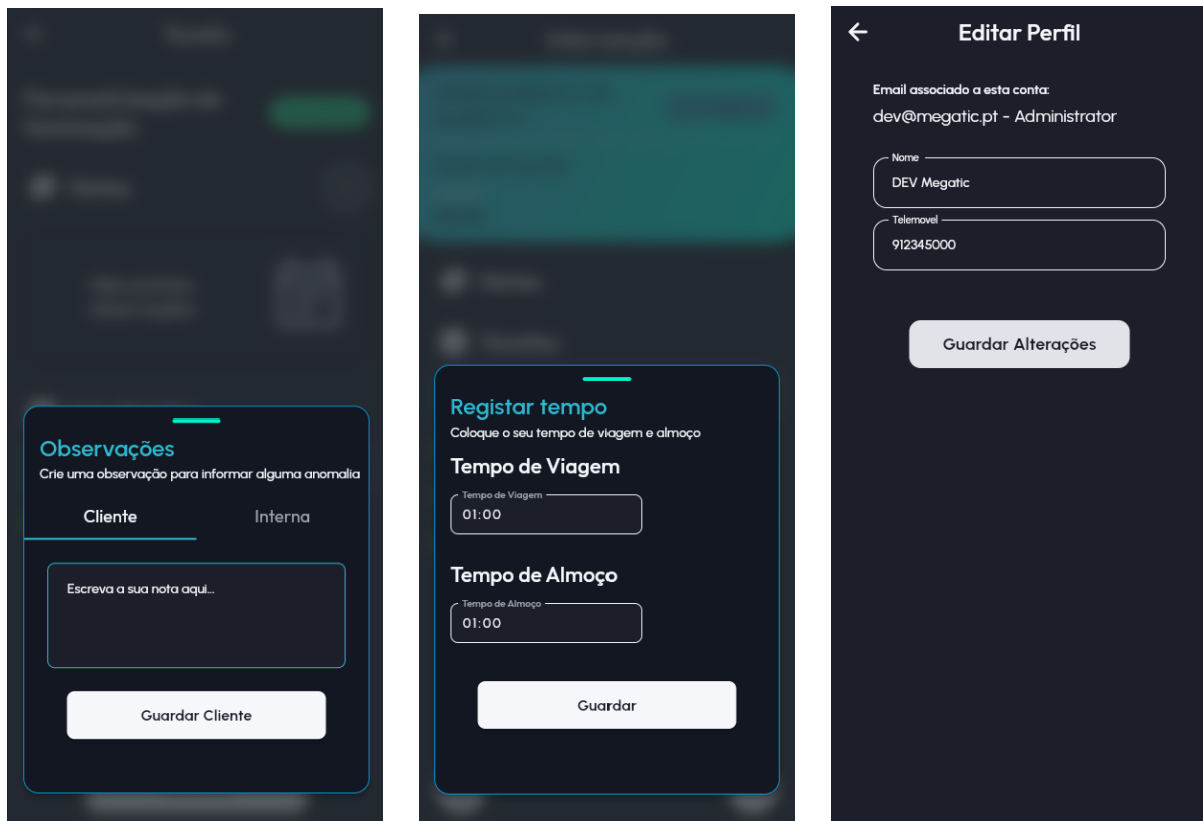 Observações
Crie uma observação para informar alguma anomalia
Cliente
Interna
Escreva a sua nota aqui...
Guardar Cliente
Registar tempo
Coloque o seu tempo de viagem e almoço
Tempo de Viagem
Tempo de Viagem
01:00
Tempo de Almoço
Tempo de Almoço
01:00
Guardar
Editar Perfil
Email associado a esta conta:
dev@megatic.pt - Administrator
Nome
DEV Megatic
Telemovel
912345000
Guardar Alterações